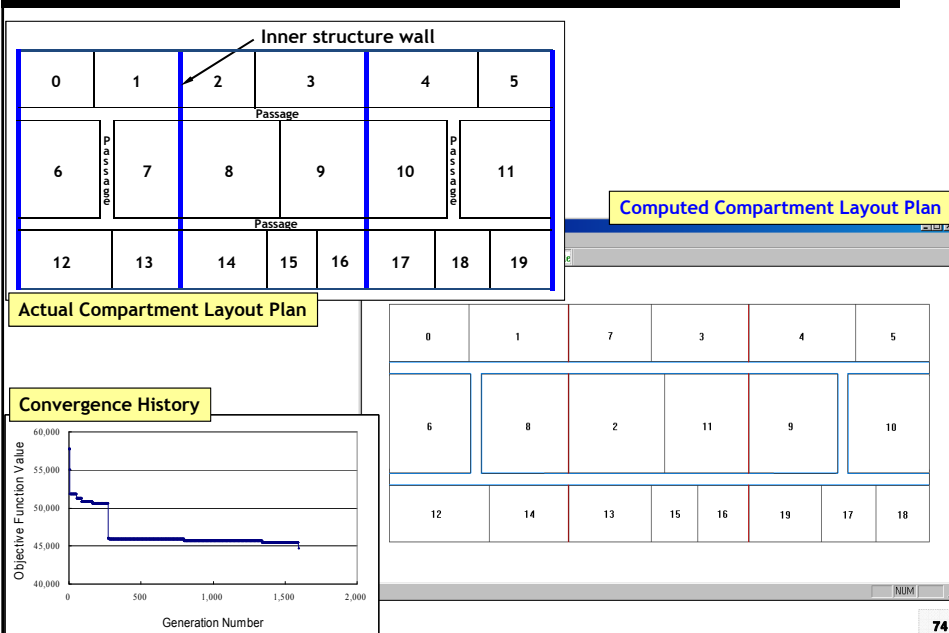 Inner structure wall
0 1 2 3 4 5
Passage
6 Passage 7 8 9 10 Passage 11
Passage
12 13 14 15 16 17 18 19
Actual Compartment Layout Plan
Computed Compartment Layout Plan
0 1 7 3 4 5
6 8 2 11 9 10
12 14 13 15 16 19 17 18
NUM
Convergence History
Objective Function Value
60,000
55,000
50,000
45,000
40,000
0 500 1,000 1,500 2,000
Generation Number
74